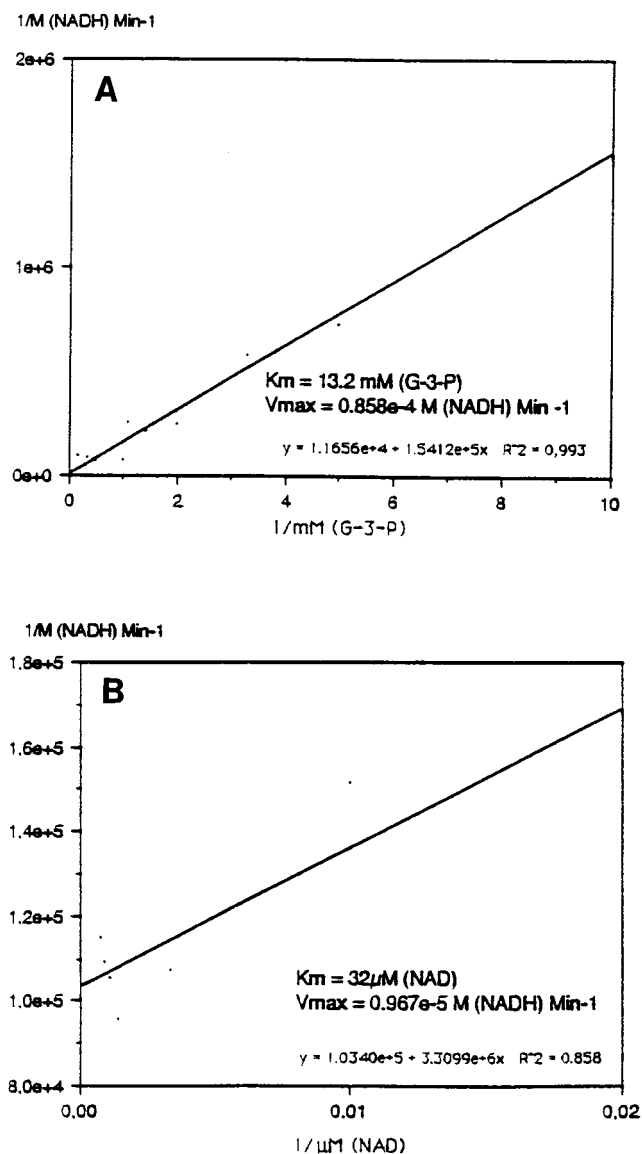 1/M (NADH) Min-1
2e+6
A
1e+6
Km = 13.2 mM (G-3-P)
Vmax = 0.858e-4 M (NADH) Min -1
y = 1.1656e+4 + 1.5412e+5x R^2 = 0,993
0e+0
0 2 4 6 8 10
1/mM (G-3-P)
1/M (NADH) Min-1
1.8e+5
B
1.6e+5
1.4e+5
1.2e+5
Km = 32µM (NAD)
1.0e+5
Vmax = 0.967e-5 M (NADH) Min-1
y = 1.0340e+5 + 3.3099e+6x R^2 = 0.858
8.0e+4
0,00 0,01 0,02
1/µM (NAD)